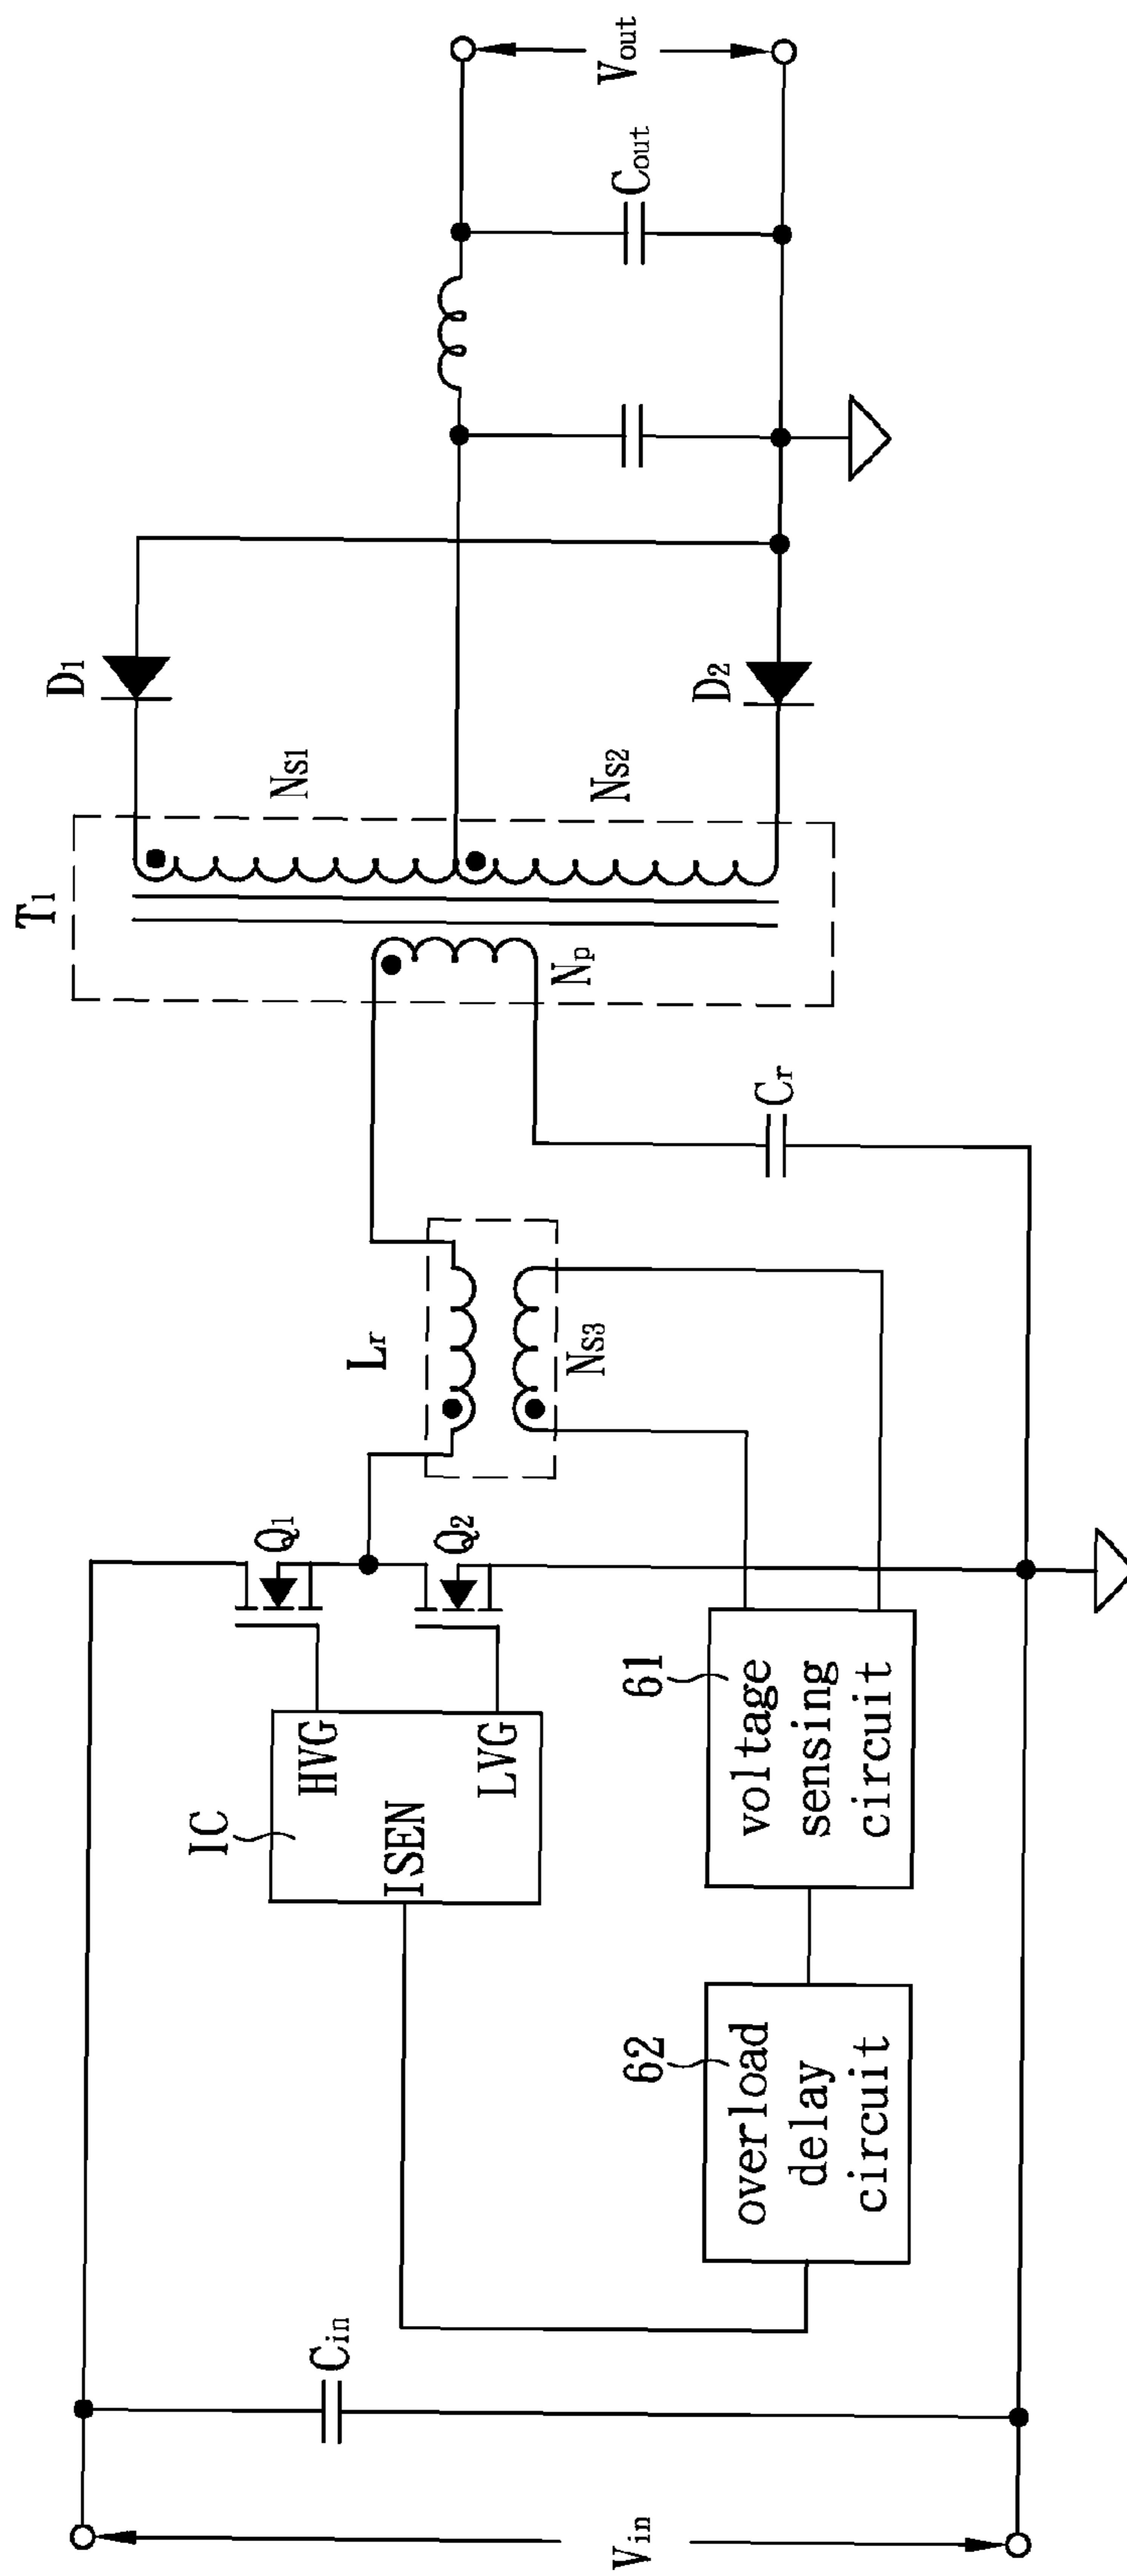 Vin
Cin
IC
HVG
ISEN
LVG
Q1
Q2
62
overload
delay
circuit
61
voltage
sensing
circuit
Lr
Ns3
Cr
T1
Np
Ns1
Ns2
D1
D2
Cout
Vout